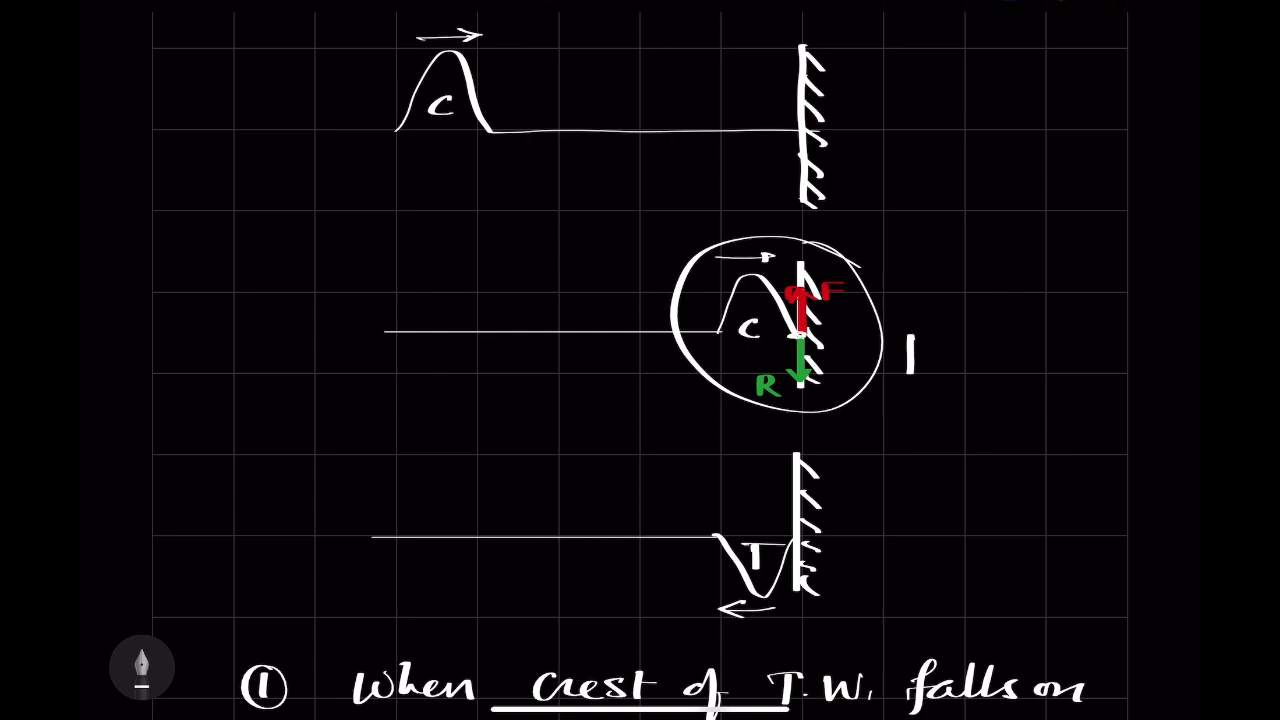 C
C
F
R
1
T
① When crest of T.W. falls on